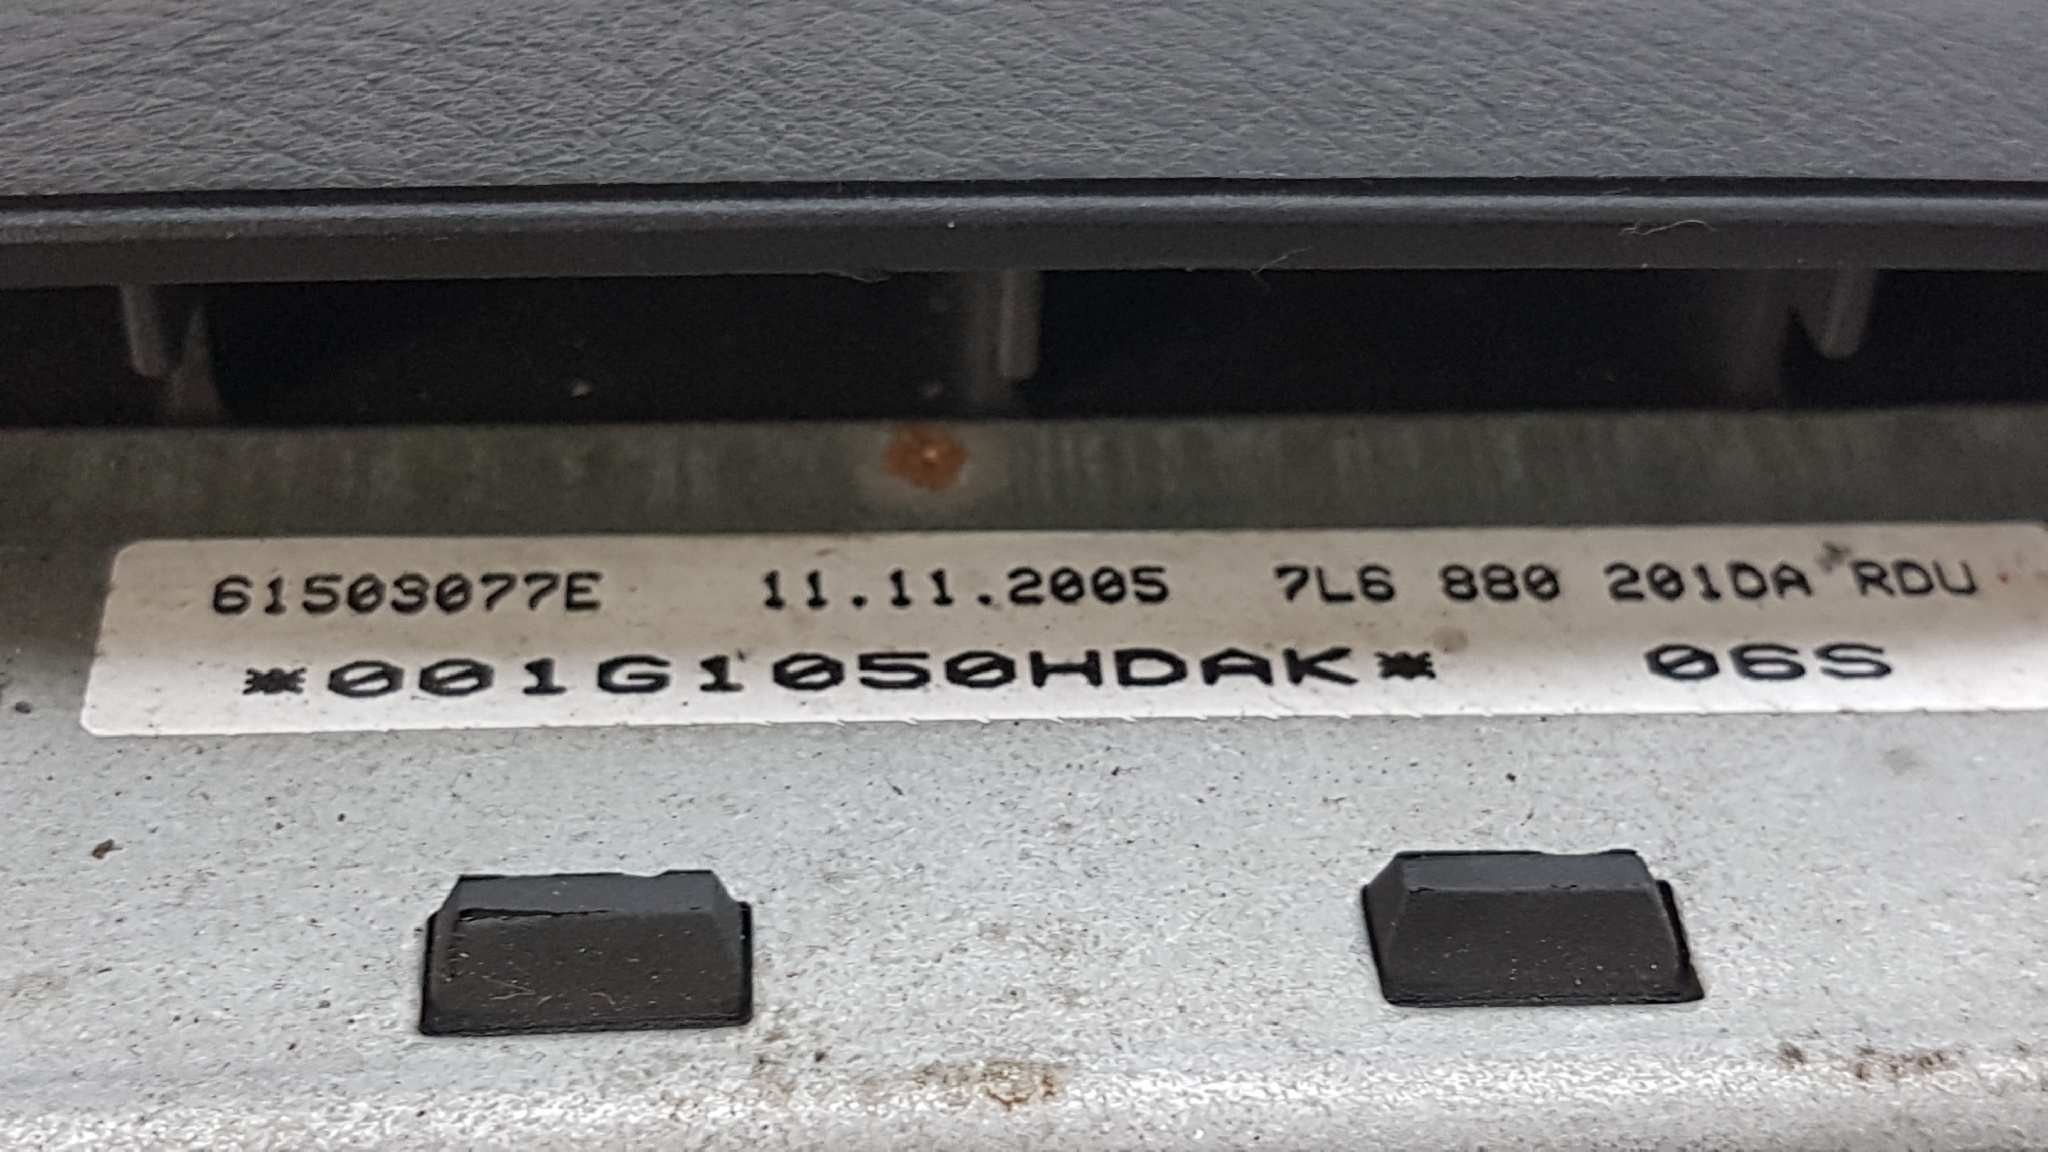 61503077E 11.11.2005 7L6 880 201DA RDU
*001G1050HDAK* 06S